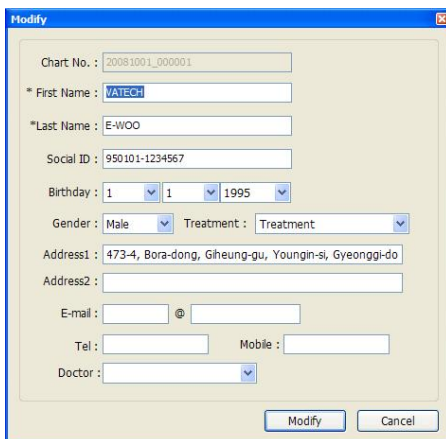 Modify
Chart No. : 20081001_000001
* First Name : VATECH
*Last Name : E-WOO
Social ID : 950101-1234567
Birthday : 1 1 1995
Gender : Male Treatment : Treatment
Address1 : 473-4, Bora-dong, Giheung-gu, Youngin-si, Gyeonggi-do
Address2 :
E-mail : @
Tel : Mobile :
Doctor :
Modify Cancel